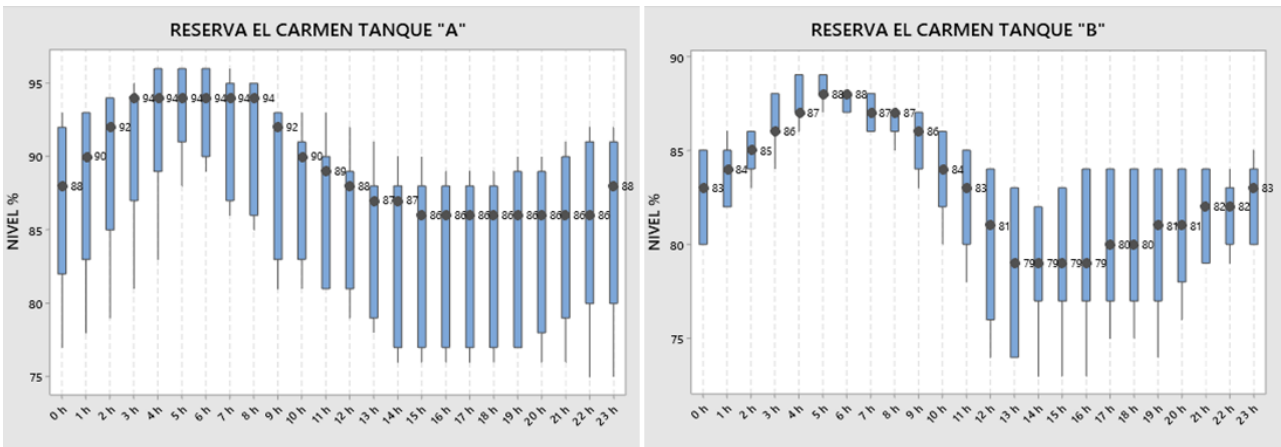 RESERVA EL CARMEN TANQUE "A"
NIVEL %
95
90
85
80
75
88
90
92
94
94
94
94
94
94
92
90
89
88
87
87
86
86
86
86
86
86
86
86
88
0 h
1 h
2 h
3 h
4 h
5 h
6 h
7 h
8 h
9 h
10 h
11 h
12 h
13 h
14 h
15 h
16 h
17 h
18 h
19 h
20 h
21 h
22 h
23 h
RESERVA EL CARMEN TANQUE "B"
NIVEL %
90
85
80
75
83
84
85
86
87
88
88
87
87
86
84
83
81
79
79
79
79
80
80
81
81
82
82
83
0 h
1 h
2 h
3 h
4 h
5 h
6 h
7 h
8 h
9 h
10 h
11 h
12 h
13 h
14 h
15 h
16 h
17 h
18 h
19 h
20 h
21 h
22 h
23 h